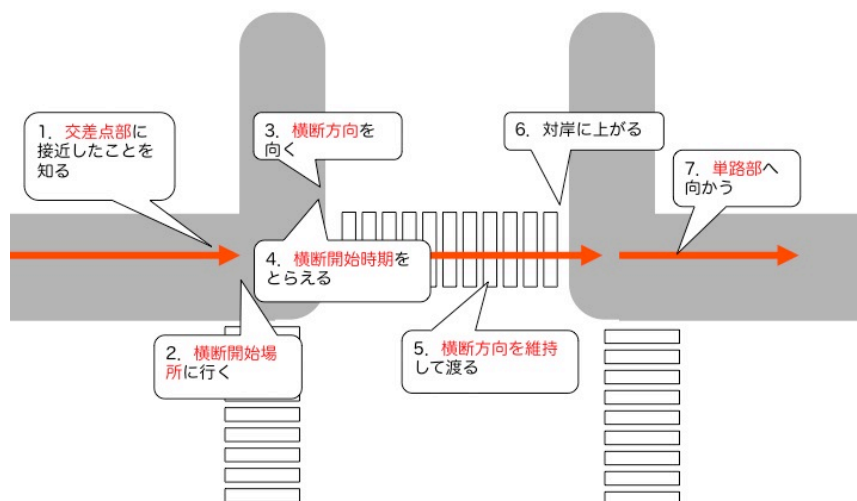 1．交差点部に
接近したことを
知る
2．横断開始場
所に行く
3．横断方向を
向く
4．横断開始時期を
とらえる
5．横断方向を維持
して渡る
6．対岸に上がる
7．単路部へ
向かう